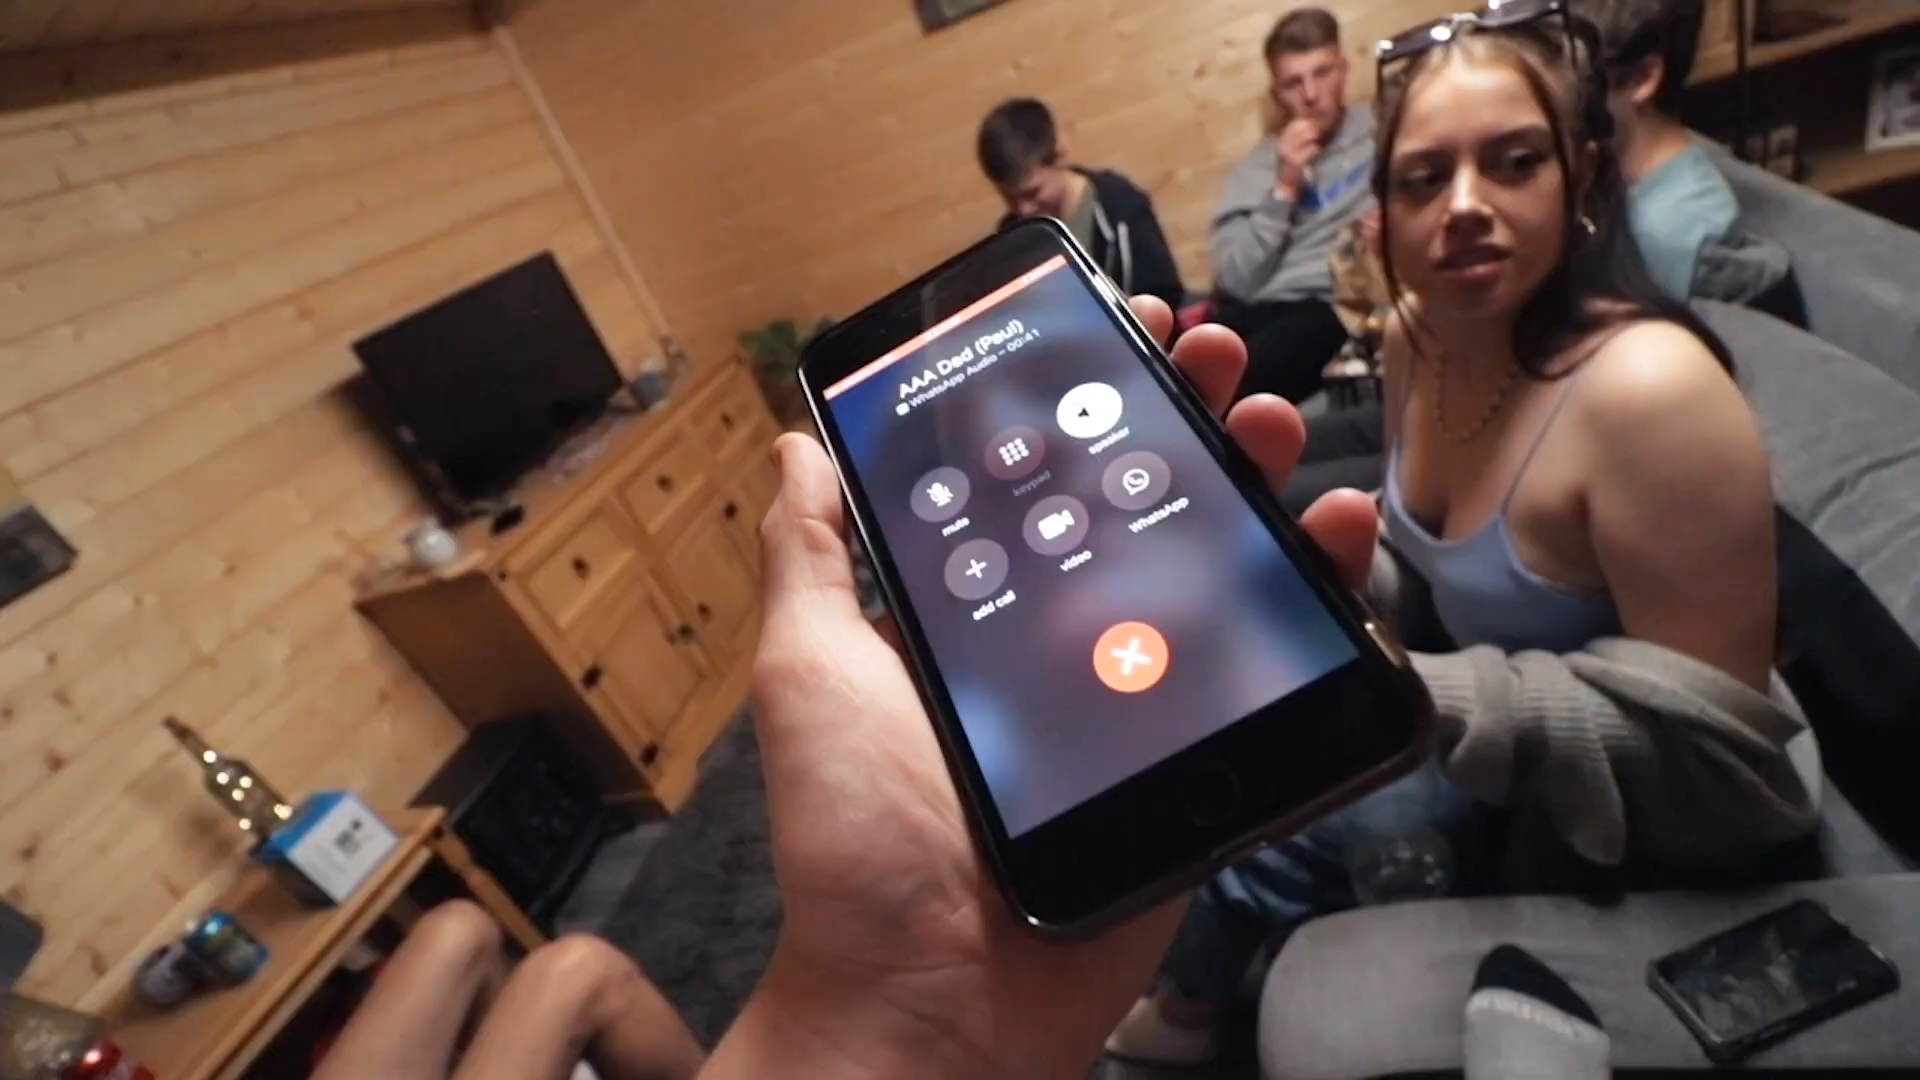 AAA Dad (Paul)
WhatsApp Audio – 00:41
mute
keypad
speaker
add call
video
WhatsApp